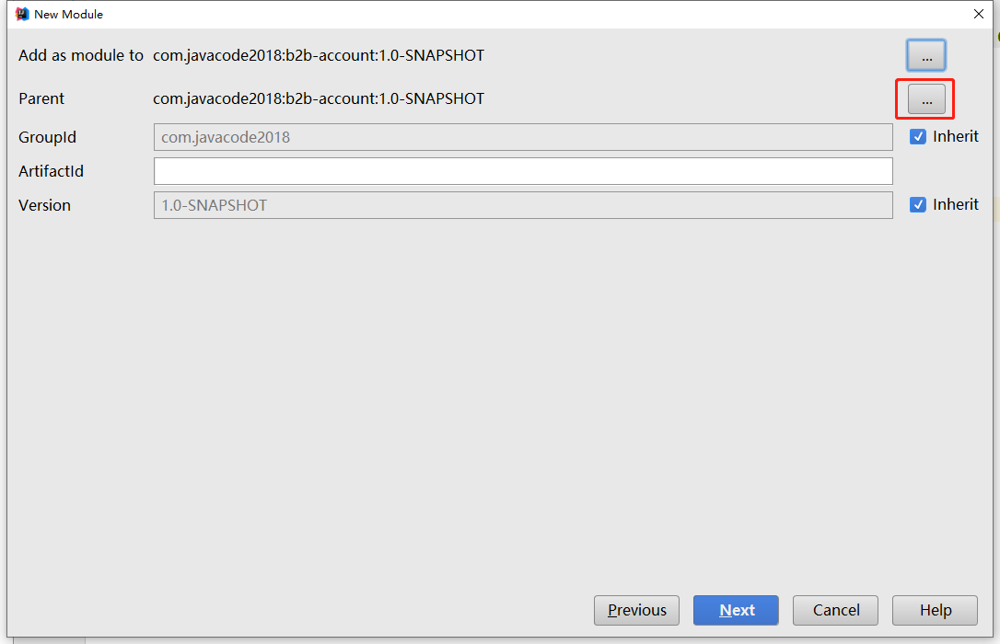 New Module
Add as module to com.javacode2018:b2b-account:1.0-SNAPSHOT ...
Parent com.javacode2018:b2b-account:1.0-SNAPSHOT ...
GroupId com.javacode2018 Inherit
ArtifactId
Version 1.0-SNAPSHOT Inherit
Previous Next Cancel Help